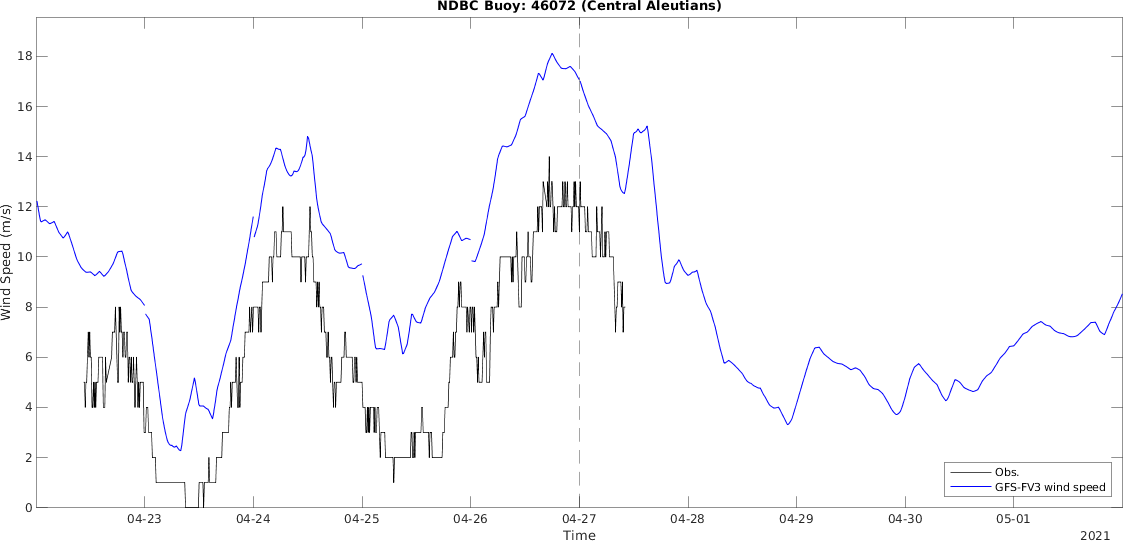 NDBC Buoy: 46072 (Central Aleutians)
18
16
14
12
10
8
6
4
2
0
Wind Speed (m/s)
04-23 04-24 04-25 04-26 04-27 04-28 04-29 04-30 05-01
Time
2021
Obs.
GFS-FV3 wind speed